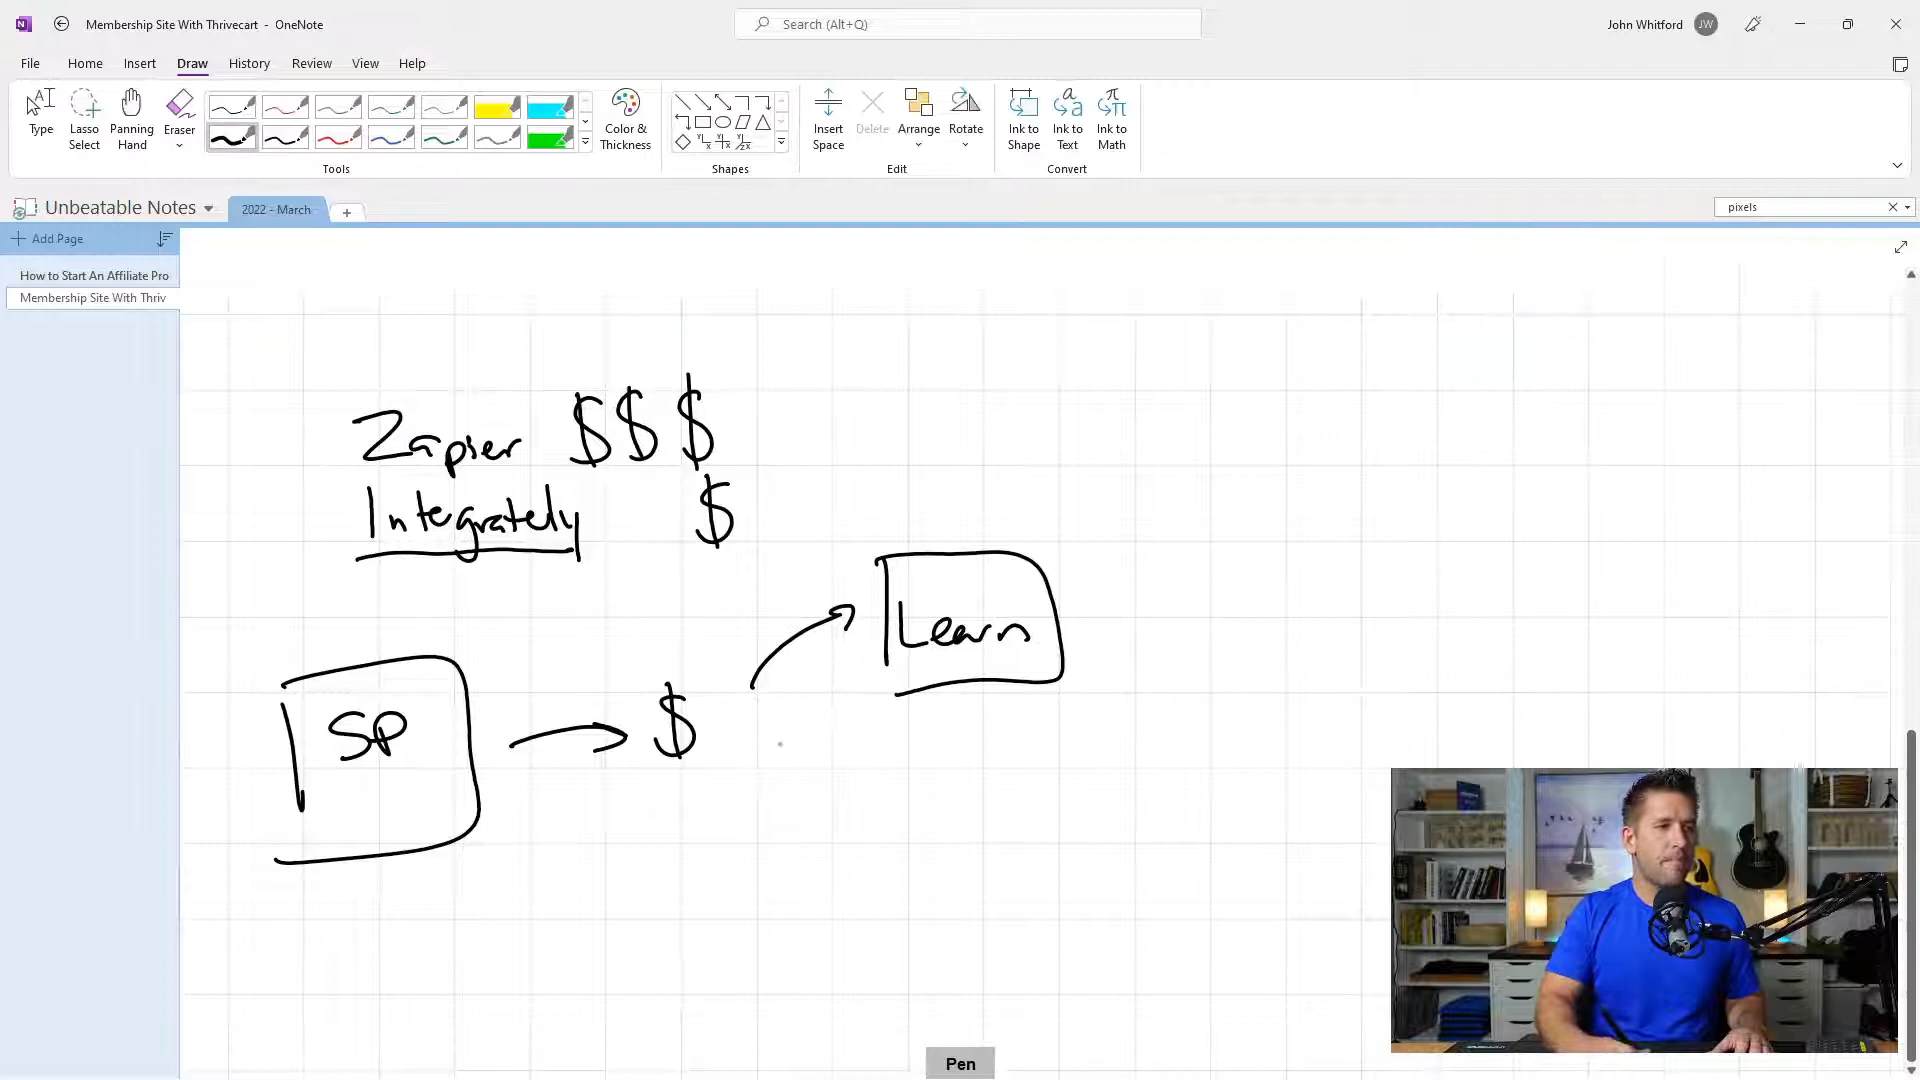 Membership Site With Thrivecart - OneNote
Search (Alt+Q)
John Whitford
JW
File Home Insert Draw History Review View Help
Type
Lasso Select
Panning Hand
Eraser
Color & Thickness
Insert Space
Delete
Arrange
Rotate
Ink to Shape
Ink to Text
Ink to Math
Tools
Shapes
Edit
Convert
Unbeatable Notes
2022 - March
pixels
Add Page
How to Start An Affiliate Pro
Membership Site With Thriv
Zapier $$$
Integrately $
Learn
SP $
Pen